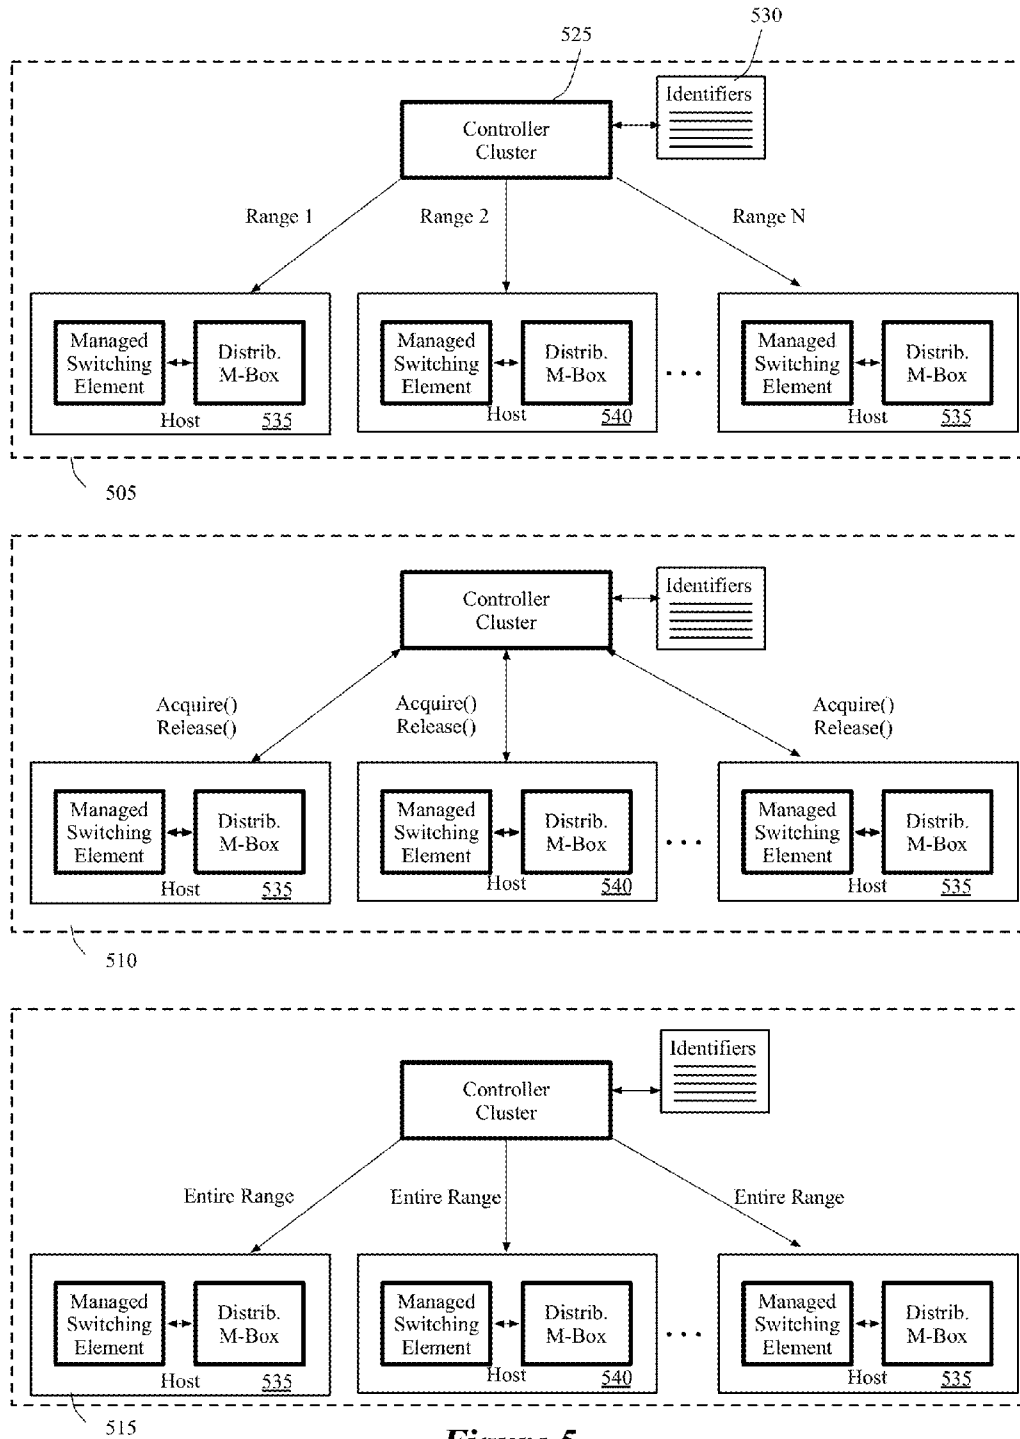 530
525
Identifiers
Controller
Cluster
Range 1
Range 2
Range N
Managed
Switching
Element
Distrib.
M-Box
Host
535
Managed
Switching
Element
Distrib.
M-Box
Host
540
...
Managed
Switching
Element
Distrib.
M-Box
Host
535
505
Identifiers
Controller
Cluster
Acquire()
Release()
Acquire()
Release()
Acquire()
Release()
Managed
Switching
Element
Distrib.
M-Box
Host
535
Managed
Switching
Element
Distrib.
M-Box
Host
540
...
Managed
Switching
Element
Distrib.
M-Box
Host
535
510
Identifiers
Controller
Cluster
Entire Range
Entire Range
Entire Range
Managed
Switching
Element
Distrib.
M-Box
Host
535
Managed
Switching
Element
Distrib.
M-Box
Host
540
...
Managed
Switching
Element
Distrib.
M-Box
Host
535
515
Figure 5